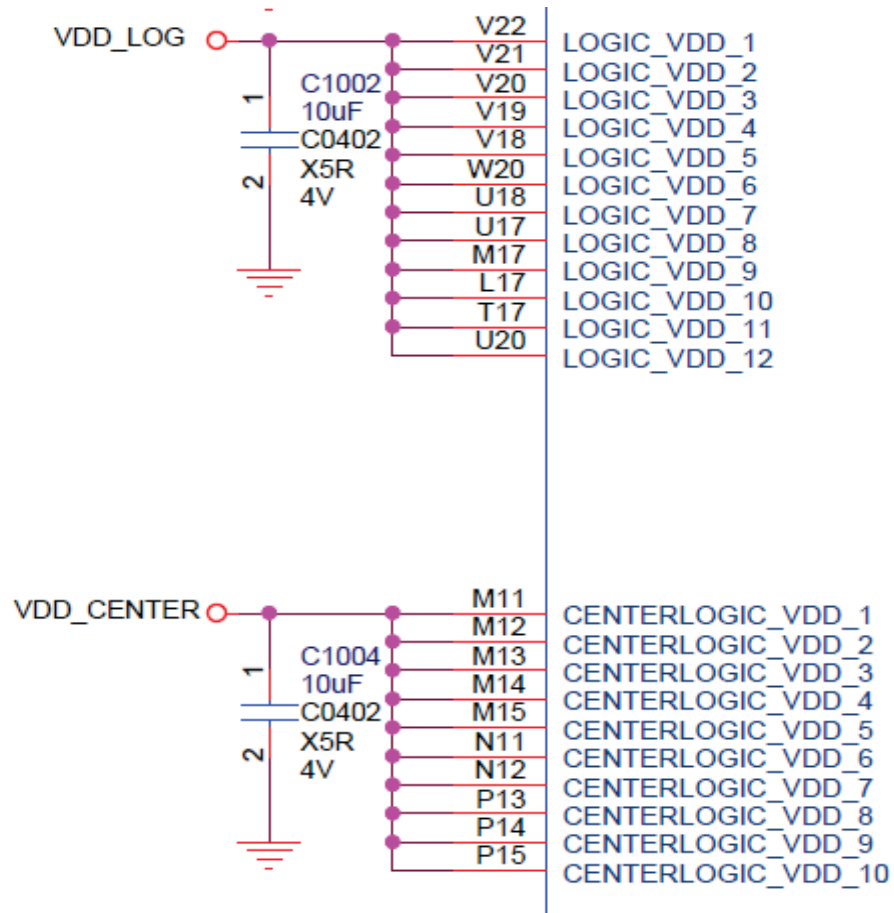 VDD_LOG
1
C1002
10uF
C0402
X5R
4V
2
V22 LOGIC_VDD_1
V21 LOGIC_VDD_2
V20 LOGIC_VDD_3
V19 LOGIC_VDD_4
V18 LOGIC_VDD_5
W20 LOGIC_VDD_6
U18 LOGIC_VDD_7
U17 LOGIC_VDD_8
M17 LOGIC_VDD_9
L17 LOGIC_VDD_10
T17 LOGIC_VDD_11
U20 LOGIC_VDD_12
VDD_CENTER
1
C1004
10uF
C0402
X5R
4V
2
M11 CENTERLOGIC_VDD_1
M12 CENTERLOGIC_VDD_2
M13 CENTERLOGIC_VDD_3
M14 CENTERLOGIC_VDD_4
M15 CENTERLOGIC_VDD_5
N11 CENTERLOGIC_VDD_6
N12 CENTERLOGIC_VDD_7
P13 CENTERLOGIC_VDD_8
P14 CENTERLOGIC_VDD_9
P15 CENTERLOGIC_VDD_10